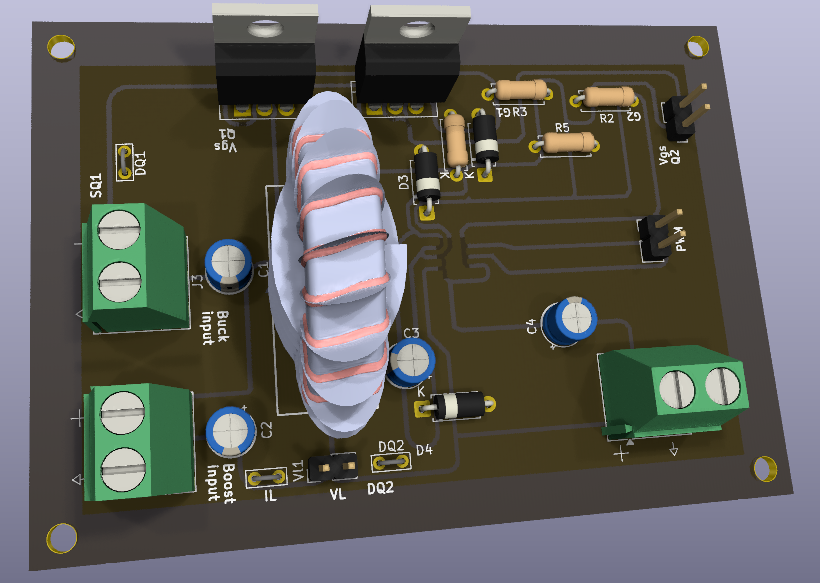 Q1
Vgs
G1
R3
R2
G2
R5
DQ1
SQ1
D3
K
K
Vgs
Q2
PWM
J3
C1
Buck
input
C3
C4
K
C2
Boost
input
IL
VL1
VL
DQ2
D4
DQ2